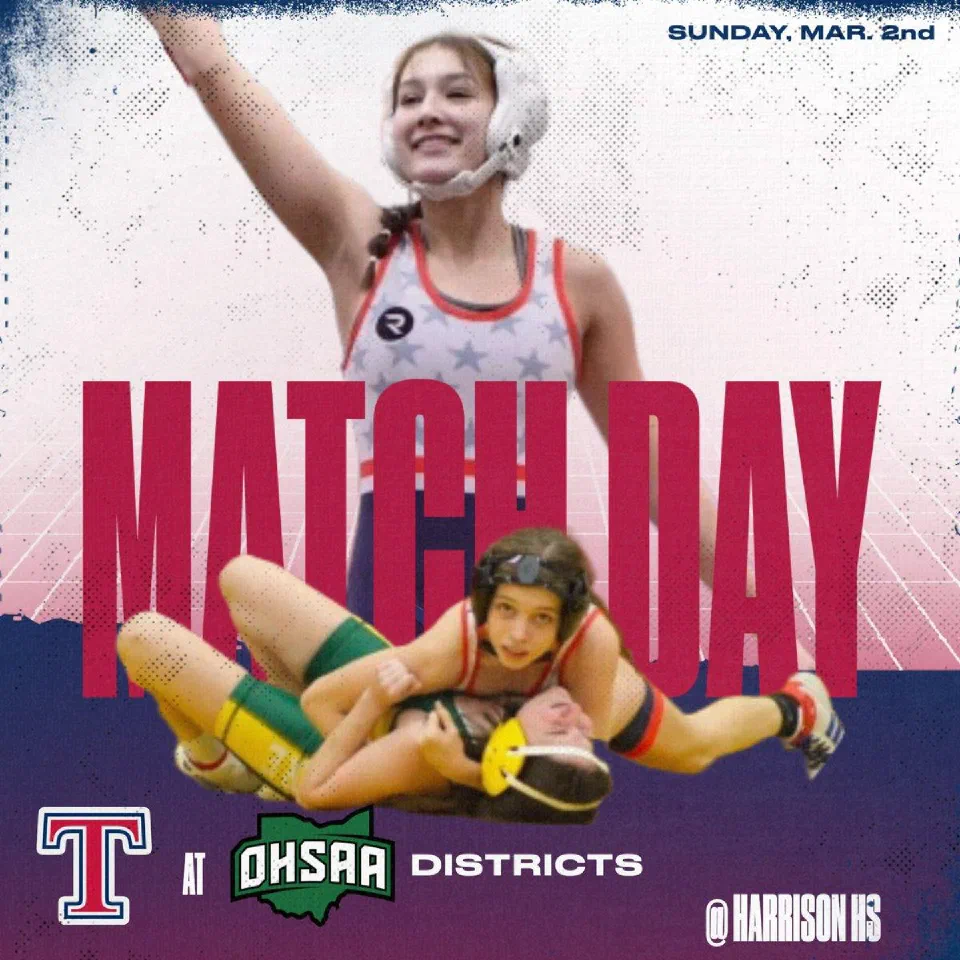 SUNDAY, MAR. 2nd
R
MATCH DAY
T AT OHSAA DISTRICTS
@ HARRISON HS